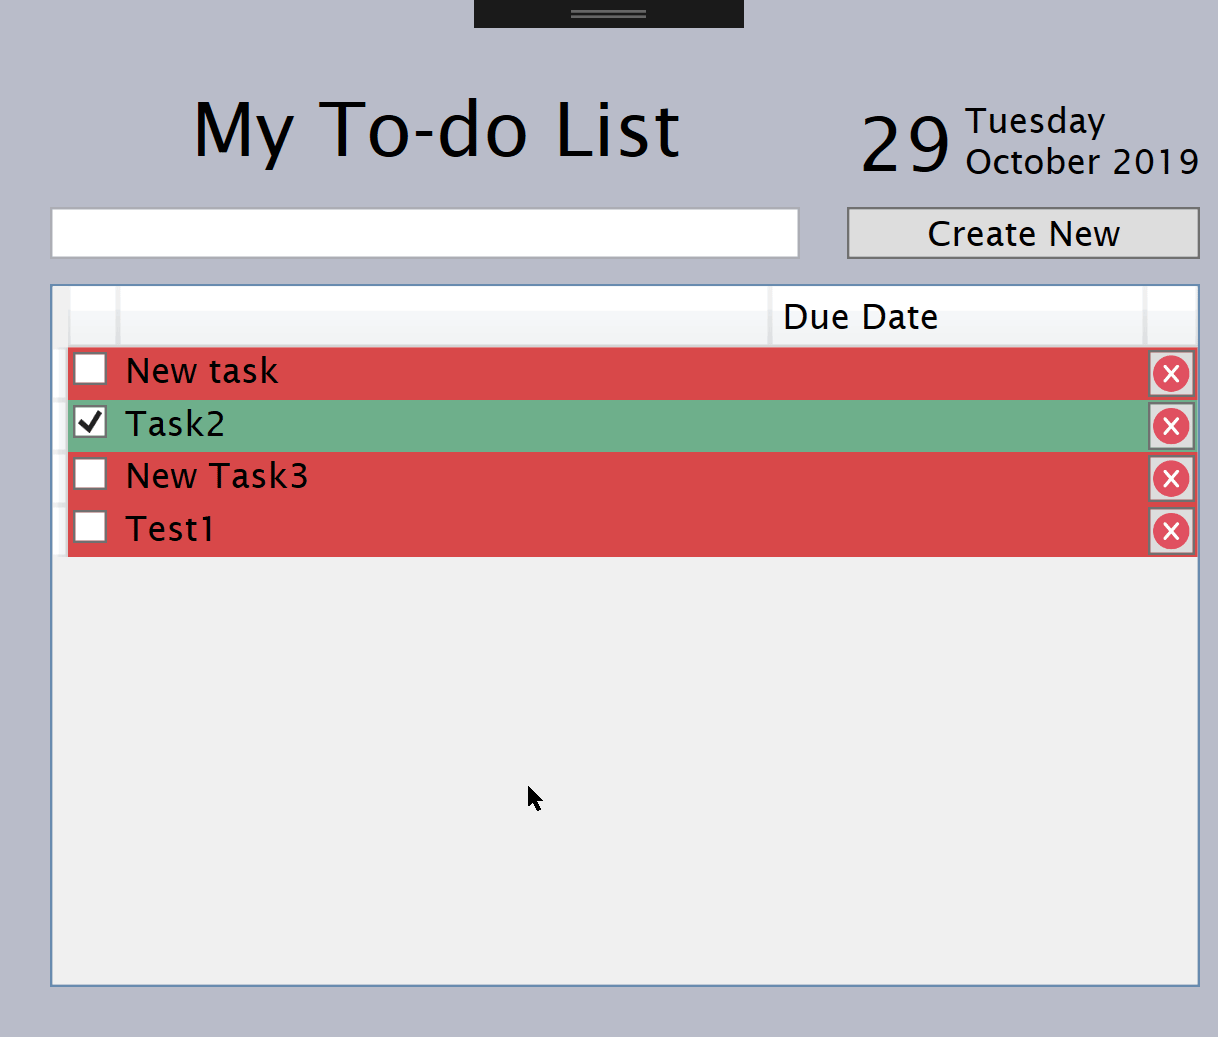 My To-do List
29
Tuesday
October 2019
Create New
Due Date
New task
Task2
New Task3
Test1